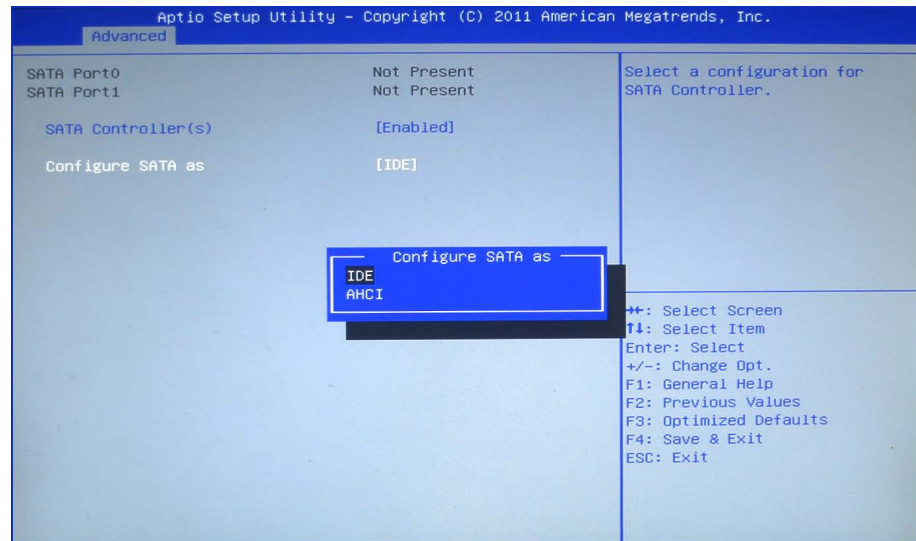 Aptio Setup Utility – Copyright (C) 2011 American Megatrends, Inc.
Advanced
SATA Port0 Not Present
SATA Port1 Not Present
SATA Controller(s) [Enabled]
Configure SATA as [IDE]
Select a configuration for
SATA Controller.
Configure SATA as
IDE
AHCI
→←: Select Screen
↑↓: Select Item
Enter: Select
+/-: Change Opt.
F1: General Help
F2: Previous Values
F3: Optimized Defaults
F4: Save & Exit
ESC: Exit